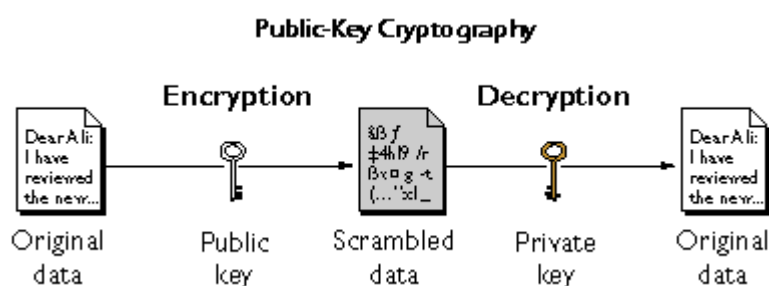 Public-Key Cryptography
Encryption
Decryption
Dear Ali:
I have
reviewed
the new...
Original
data
Public
key
Scrambled
data
Private
key
Dear Ali:
I have
reviewed
the new...
Original
data